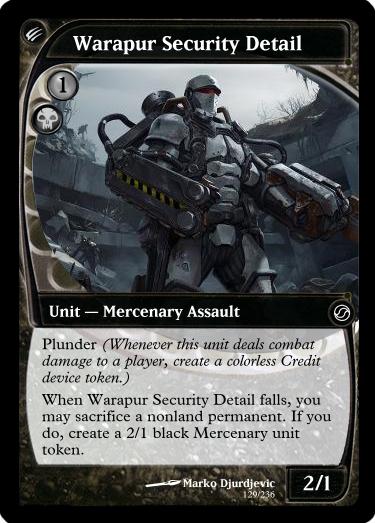 Warapur Security Detail
1
Unit — Mercenary Assault
Plunder (Whenever this unit deals combat
damage to a player, create a colorless Credit
device token.)
When Warapur Security Detail falls, you
may sacrifice a nonland permanent. If you
do, create a 2/1 black Mercenary unit
token.
Marko Djurdjevic
129/236
2/1